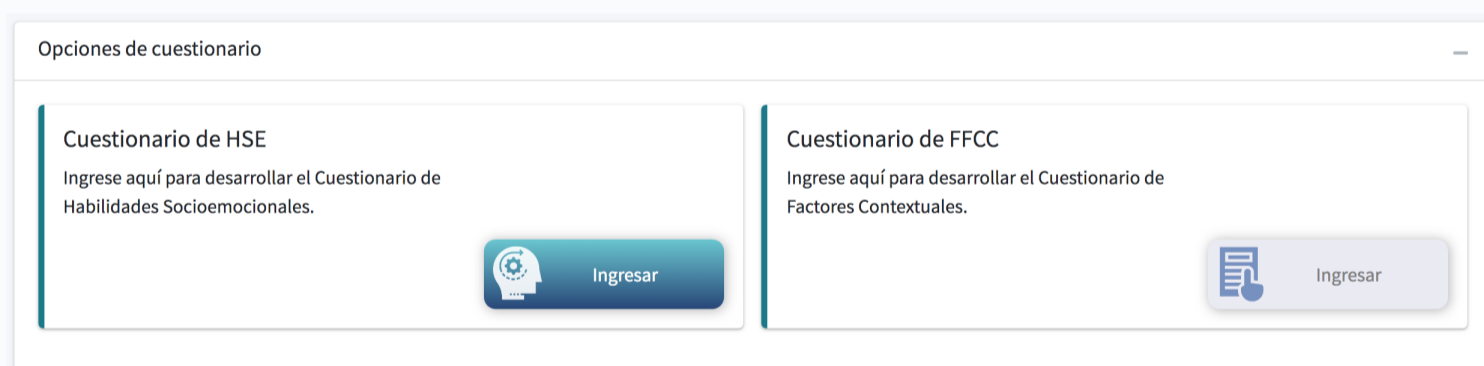 Opciones de cuestionario
Cuestionario de HSE
Ingrese aquí para desarrollar el Cuestionario de
Habilidades Socioemocionales.
Ingresar
Cuestionario de FFCC
Ingrese aquí para desarrollar el Cuestionario de
Factores Contextuales.
Ingresar